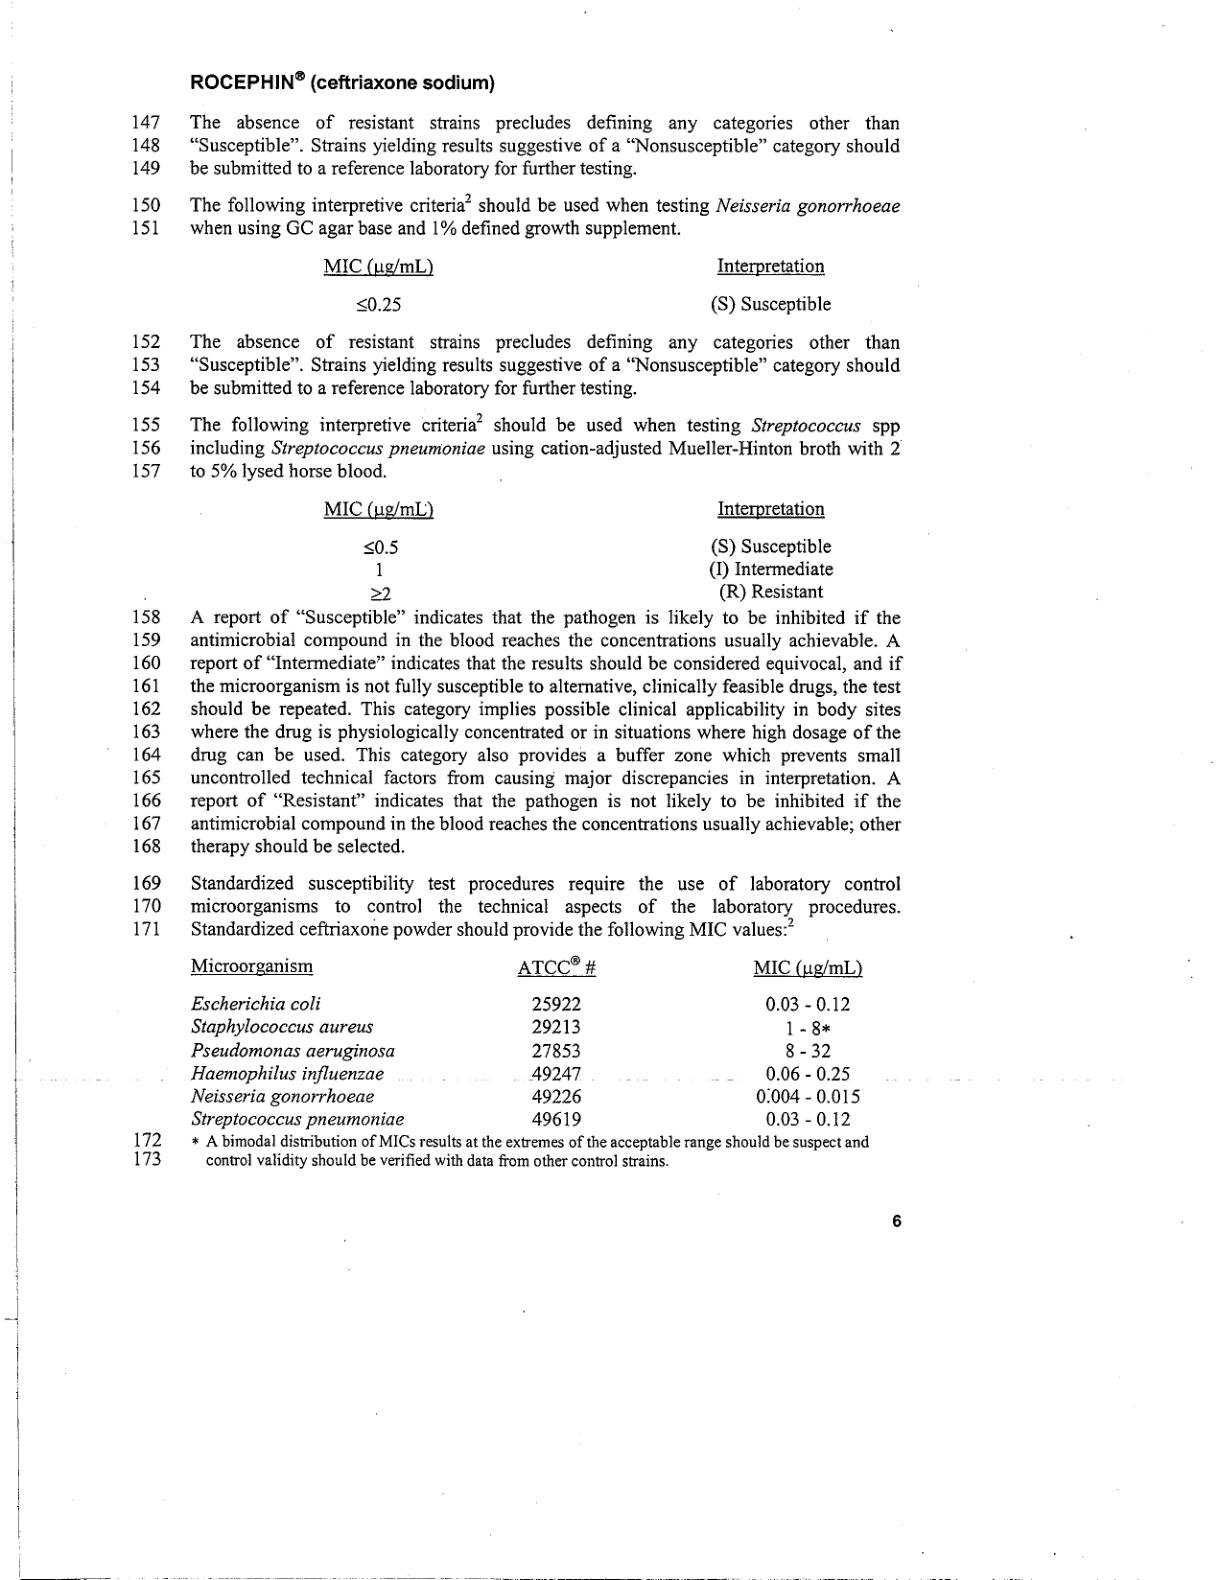 ROCEPHIN® (ceftriaxone sodium)
147 The absence of resistant strains precludes defining any categories other than
148 “Susceptible”. Strains yielding results suggestive of a “Nonsusceptible” category should
149 be submitted to a reference laboratory for further testing.
150 The following interpretive criteria² should be used when testing Neisseria gonorrhoeae
151 when using GC agar base and 1% defined growth supplement.
MIC (µg/mL) Interpretation
≤0.25 (S) Susceptible
152 The absence of resistant strains precludes defining any categories other than
153 “Susceptible”. Strains yielding results suggestive of a “Nonsusceptible” category should
154 be submitted to a reference laboratory for further testing.
155 The following interpretive criteria² should be used when testing Streptococcus spp
156 including Streptococcus pneumoniae using cation-adjusted Mueller-Hinton broth with 2
157 to 5% lysed horse blood.
MIC (µg/mL) Interpretation
≤0.5 (S) Susceptible
1 (I) Intermediate
≥2 (R) Resistant
158 A report of “Susceptible” indicates that the pathogen is likely to be inhibited if the
159 antimicrobial compound in the blood reaches the concentrations usually achievable. A
160 report of “Intermediate” indicates that the results should be considered equivocal, and if
161 the microorganism is not fully susceptible to alternative, clinically feasible drugs, the test
162 should be repeated. This category implies possible clinical applicability in body sites
163 where the drug is physiologically concentrated or in situations where high dosage of the
164 drug can be used. This category also provides a buffer zone which prevents small
165 uncontrolled technical factors from causing major discrepancies in interpretation. A
166 report of “Resistant” indicates that the pathogen is not likely to be inhibited if the
167 antimicrobial compound in the blood reaches the concentrations usually achievable; other
168 therapy should be selected.
169 Standardized susceptibility test procedures require the use of laboratory control
170 microorganisms to control the technical aspects of the laboratory procedures.
171 Standardized ceftriaxone powder should provide the following MIC values:²
Microorganism ATCC® # MIC (µg/mL)
Escherichia coli 25922 0.03 - 0.12
Staphylococcus aureus 29213 1 - 8*
Pseudomonas aeruginosa 27853 8 - 32
Haemophilus influenzae 49247 0.06 - 0.25
Neisseria gonorrhoeae 49226 0.004 - 0.015
Streptococcus pneumoniae 49619 0.03 - 0.12
172 * A bimodal distribution of MICs results at the extremes of the acceptable range should be suspect and
173 control validity should be verified with data from other control strains.
6